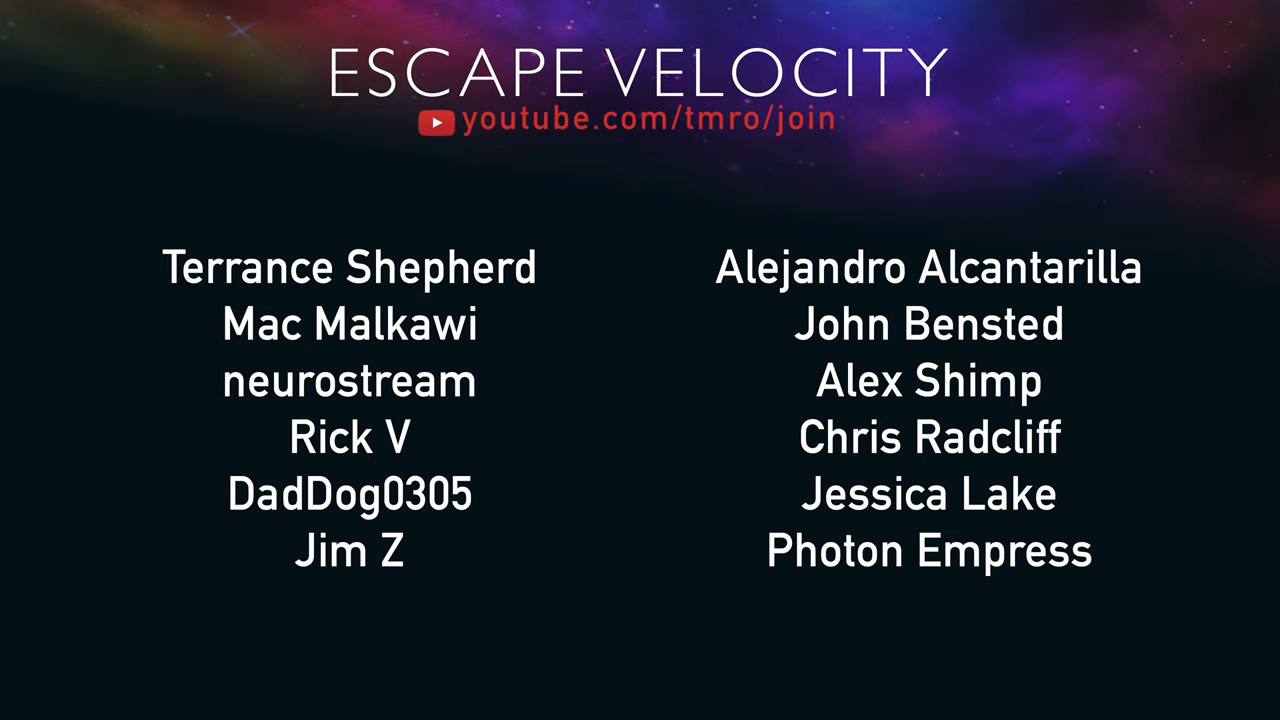 ESCAPE VELOCITY
youtube.com/tmro/join
Terrance Shepherd
Mac Malkawi
neurostream
Rick V
DadDog0305
Jim Z
Alejandro Alcantarilla
John Bensted
Alex Shimp
Chris Radcliff
Jessica Lake
Photon Empress